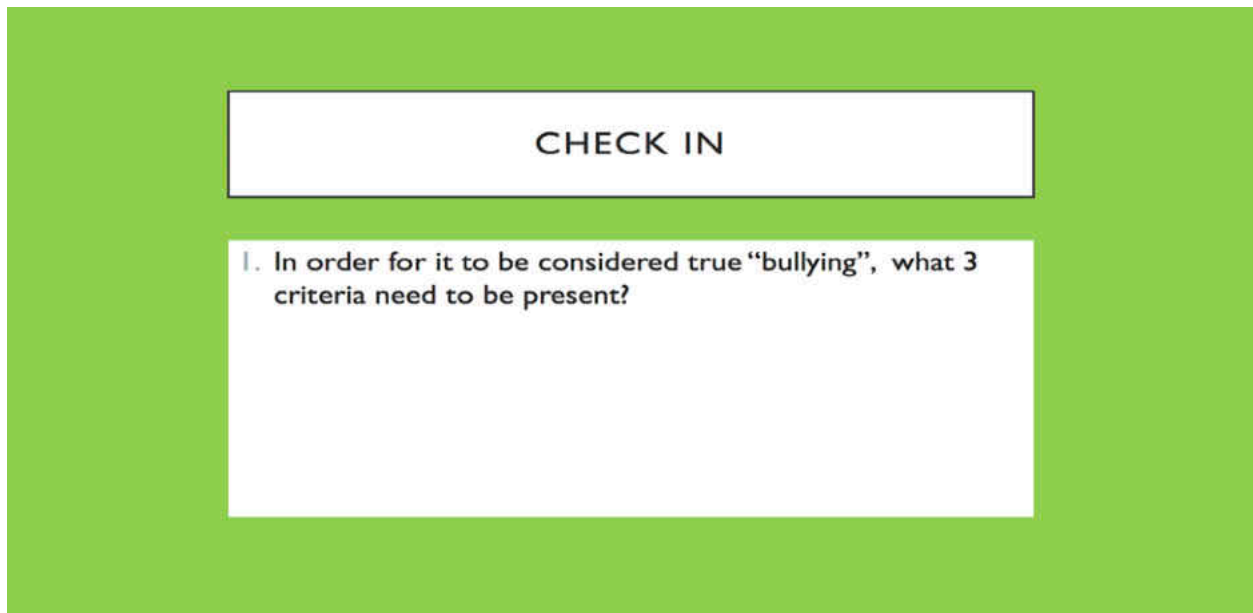 CHECK IN
1. In order for it to be considered true “bullying”, what 3
criteria need to be present?